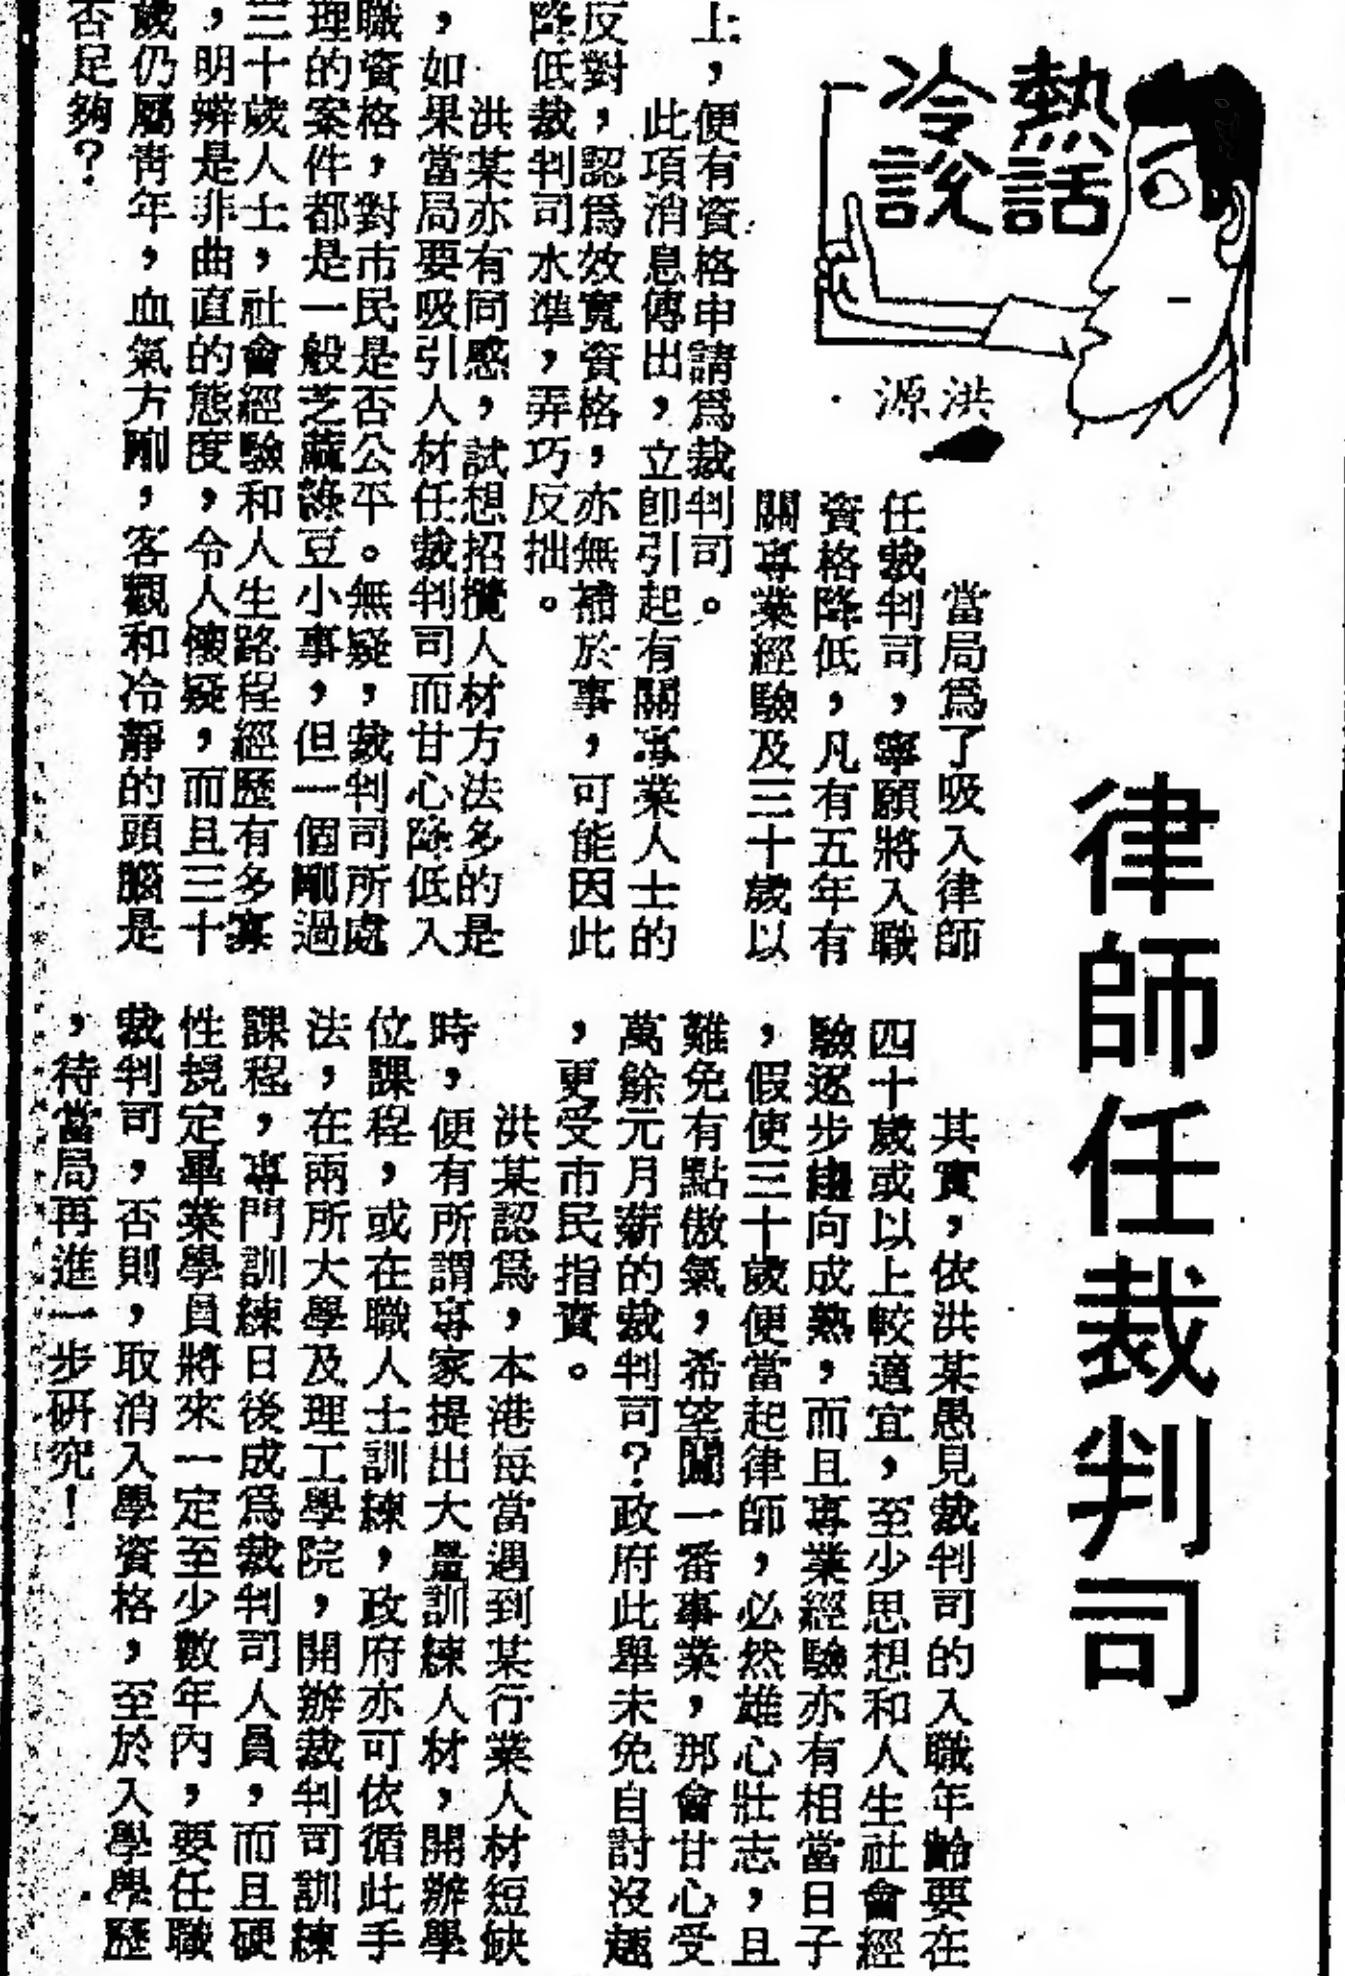 熱話
冷説
洪源
律師任裁判司
當局爲了吸入律師
任裁判司，寧願將入職
資格降低，凡有五年有
關專業經驗及三十歲以
上，便有資格申請爲裁判司。
此項消息傳出，立卽引起有關專業人士的
反對，認爲效寬資格，亦無補於事，可能因此
降低裁判司水準，弄巧反拙。
洪某亦有同感，試想招攬人材方法多的是
，如果當局要吸引人材任裁判司而甘心降低入
職資格，對市民是否公平。無疑，裁判司所處
理的案件都是一般芝蔴綠豆小事，但一個剛過
三十歲人士，社會經驗和人生路程經歷有多寡
，明辨是非曲直的態度，令人懷疑，而且三十
歲仍屬靑年，血氣方剛，客觀和冷靜的頭腦是
否足夠？
其實，依洪某愚見裁判司的入職年齡要在
四十歲或以上較適宜，至少思想和人生社會經
驗逐步趨向成熟，而且專業經驗亦有相當日子
，假使三十歲便當起律師，必然雄心壯志，且
難免有點傲氣，希望闖一番事業，那會甘心受
萬餘元月薪的裁判司？政府此舉未免自討沒趣
，更受市民指責。
洪某認爲，本港每當遇到某行業人材短缺
時，便有所謂專家提出大量訓練人材，開辦學
位課程，或在職人士訓練，政府亦可依循此手
法，在兩所大學及理工學院，開辦裁判司訓練
課程，專門訓練日後成爲裁判司人員，而且硬
性規定畢業學員將來一定至少數年內，要任職
裁判司，否則，取消入學資格，至於入學學歷
，待當局再進一步研究！